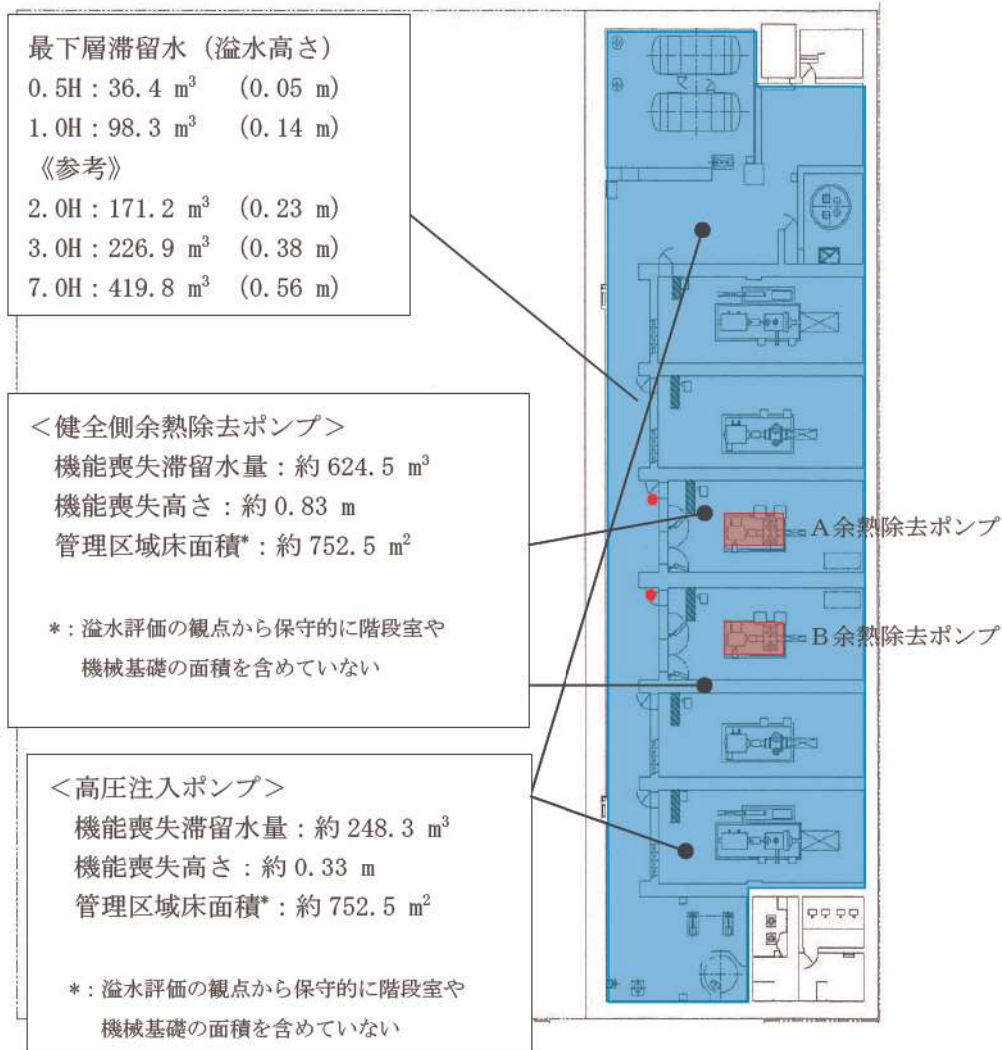 最下層滞留水（溢水高さ）
0.5H：36.4 m³ （0.05 m）
1.0H：98.3 m³ （0.14 m）
《参考》
2.0H：171.2 m³ （0.23 m）
3.0H：226.9 m³ （0.38 m）
7.0H：419.8 m³ （0.56 m）
＜健全側余熱除去ポンプ＞
機能喪失滞留水量：約 624.5 m³
機能喪失高さ：約 0.83 m
管理区域床面積*：約 752.5 m²
*：溢水評価の観点から保守的に階段室や
機械基礎の面積を含めていない
A余熱除去ポンプ
B余熱除去ポンプ
＜高圧注入ポンプ＞
機能喪失滞留水量：約 248.3 m³
機能喪失高さ：約 0.33 m
管理区域床面積*：約 752.5 m²
*：溢水評価の観点から保守的に階段室や
機械基礎の面積を含めていない